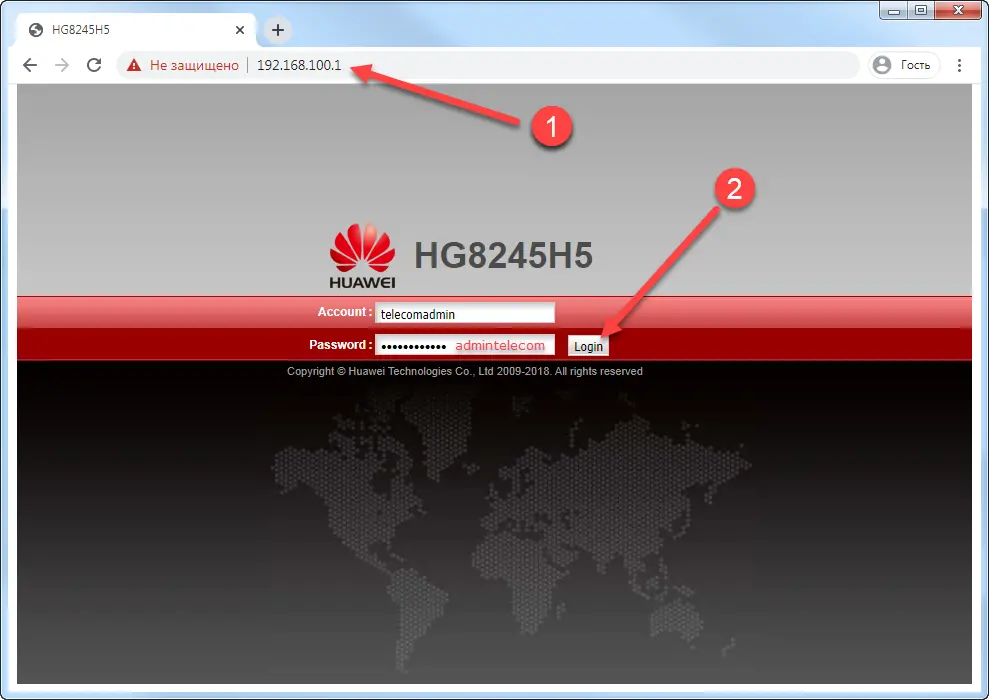 HG8245H5
Не защищено 192.168.100.1 Гость
1
2
HUAWEI HG8245H5
Account : telecomadmin
Password : •••••••••••• admintelecom Login
Copyright © Huawei Technologies Co., Ltd 2009-2018. All rights reserved